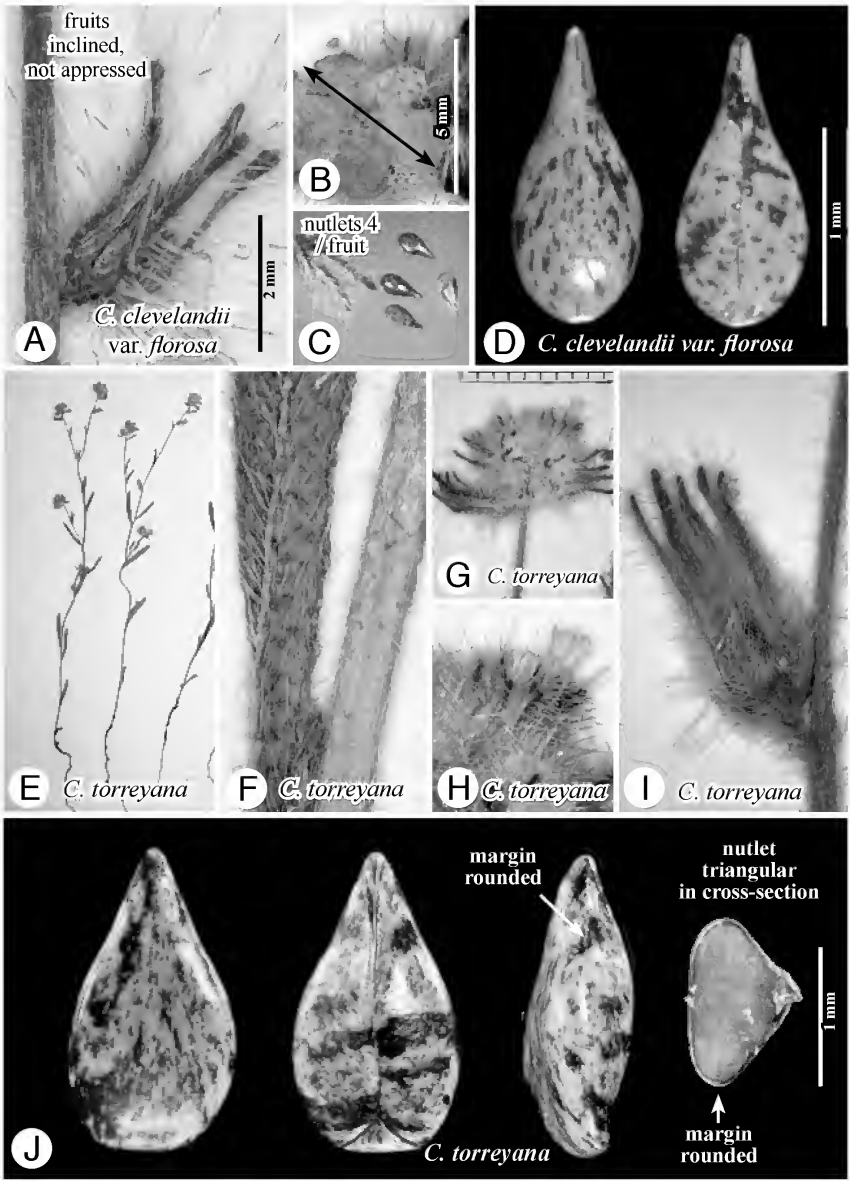 fruits
inclined,
not appressed
2 mm
A
C. clevelandii
var. florosa
5 mm
B
nutlets 4
/fruit
C
1 mm
D
C. clevelandii var. florosa
E
C. torreyana
F
C. torreyana
G
C. torreyana
H
C. torreyana
I
C. torreyana
margin
rounded
nutlet
triangular
in cross-section
1 mm
margin
rounded
J
C. torreyana